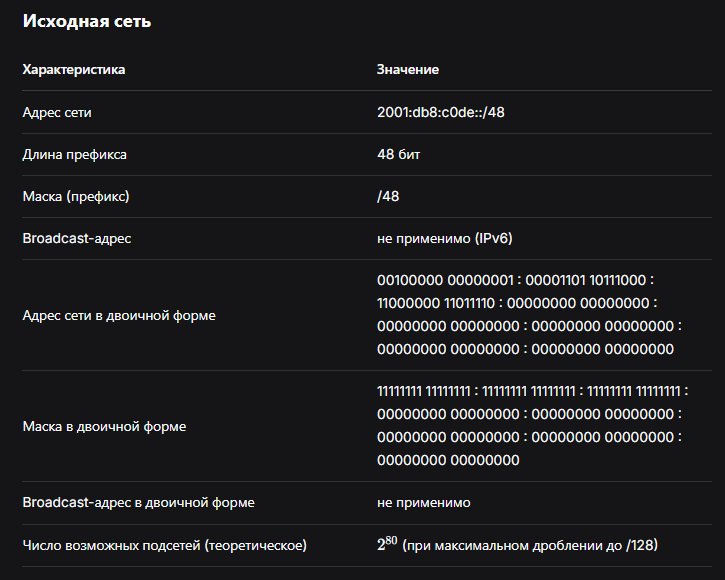 Исходная сеть
Характеристика Значение
Адрес сети 2001:db8:c0de::/48
Длина префикса 48 бит
Маска (префикс) /48
Broadcast-адрес не применимо (IPv6)
Адрес сети в двоичной форме 00100000 00000001 : 00001101 10111000 :
11000000 11011110 : 00000000 00000000 :
00000000 00000000 : 00000000 00000000 :
00000000 00000000 : 00000000 00000000
Маска в двоичной форме 11111111 11111111 : 11111111 11111111 : 11111111 11111111 :
00000000 00000000 : 00000000 00000000 :
00000000 00000000 : 00000000 00000000 :
00000000 00000000
Broadcast-адрес в двоичной форме не применимо
Число возможных подсетей (теоретическое) 2⁸⁰ (при максимальном дроблении до /128)